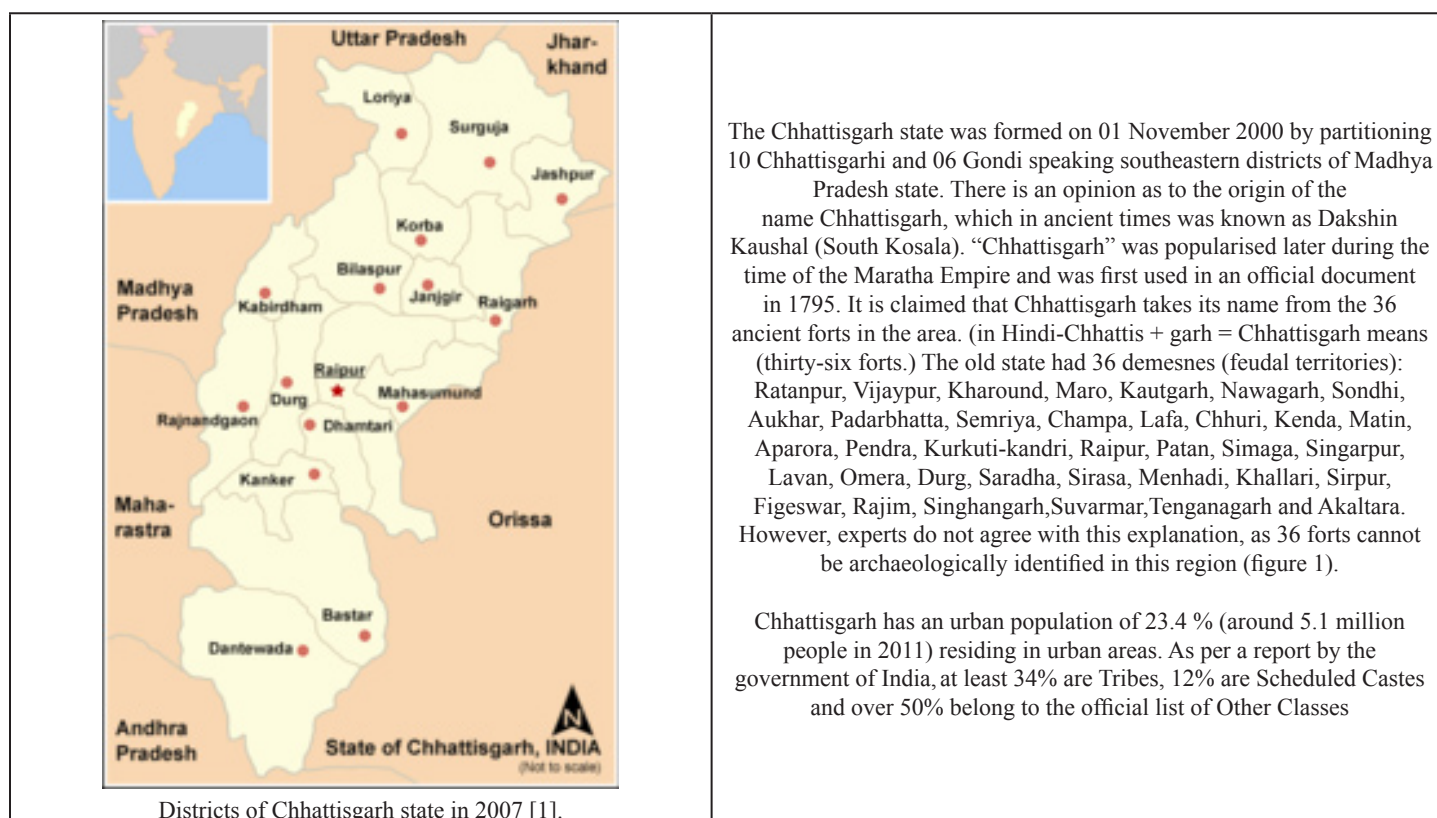 Uttar Pradesh
Jhar-
khand
Loriya
Surguja
Jashpur
Korba
Bilaspur
Janjgir
Raigarh
Madhya
Pradesh
Kabirdham
Raipur
Durg
Mahasumund
Rajnandgaon
Dhamtari
Kanker
Maha-
rastra
Orissa
Bastar
Dantewada
Andhra
Pradesh
N
State of Chhattisgarh, INDIA
(Not to scale)
Districts of Chhattisgarh state in 2007 [1].
The Chhattisgarh state was formed on 01 November 2000 by partitioning
10 Chhattisgarhi and 06 Gondi speaking southeastern districts of Madhya
Pradesh state. There is an opinion as to the origin of the
name Chhattisgarh, which in ancient times was known as Dakshin
Kaushal (South Kosala). “Chhattisgarh” was popularised later during the
time of the Maratha Empire and was first used in an official document
in 1795. It is claimed that Chhattisgarh takes its name from the 36
ancient forts in the area. (in Hindi-Chhattis + garh = Chhattisgarh means
(thirty-six forts.) The old state had 36 demesnes (feudal territories):
Ratanpur, Vijaypur, Kharound, Maro, Kautgarh, Nawagarh, Sondhi,
Aukhar, Padarbhatta, Semriya, Champa, Lafa, Chhuri, Kenda, Matin,
Aparora, Pendra, Kurkuti-kandri, Raipur, Patan, Simaga, Singarpur,
Lavan, Omera, Durg, Saradha, Sirasa, Menhadi, Khallari, Sirpur,
Figeswar, Rajim, Singhangarh,Suvarmar,Tenganagarh and Akaltara.
However, experts do not agree with this explanation, as 36 forts cannot
be archaeologically identified in this region (figure 1).
Chhattisgarh has an urban population of 23.4 % (around 5.1 million
people in 2011) residing in urban areas. As per a report by the
government of India, at least 34% are Tribes, 12% are Scheduled Castes
and over 50% belong to the official list of Other Classes